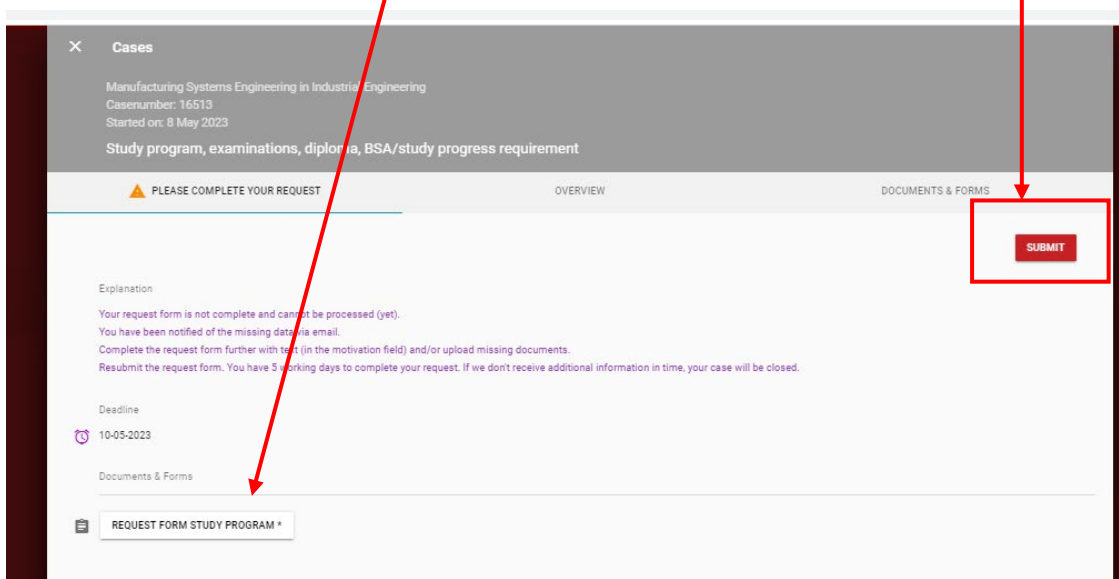 Cases
Manufacturing Systems Engineering in Industrial Engineering
Casenumber: 16513
Started on: 8 May 2023
Study program, examinations, diploma, BSA/study progress requirement
PLEASE COMPLETE YOUR REQUEST
OVERVIEW
DOCUMENTS & FORMS
SUBMIT
Explanation
Your request form is not complete and cannot be processed (yet).
You have been notified of the missing data via email.
Complete the request form further with text (in the motivation field) and/or upload missing documents.
Resubmit the request form. You have 5 working days to complete your request. If we don't receive additional information in time, your case will be closed.
Deadline
10-05-2023
Documents & Forms
REQUEST FORM STUDY PROGRAM *